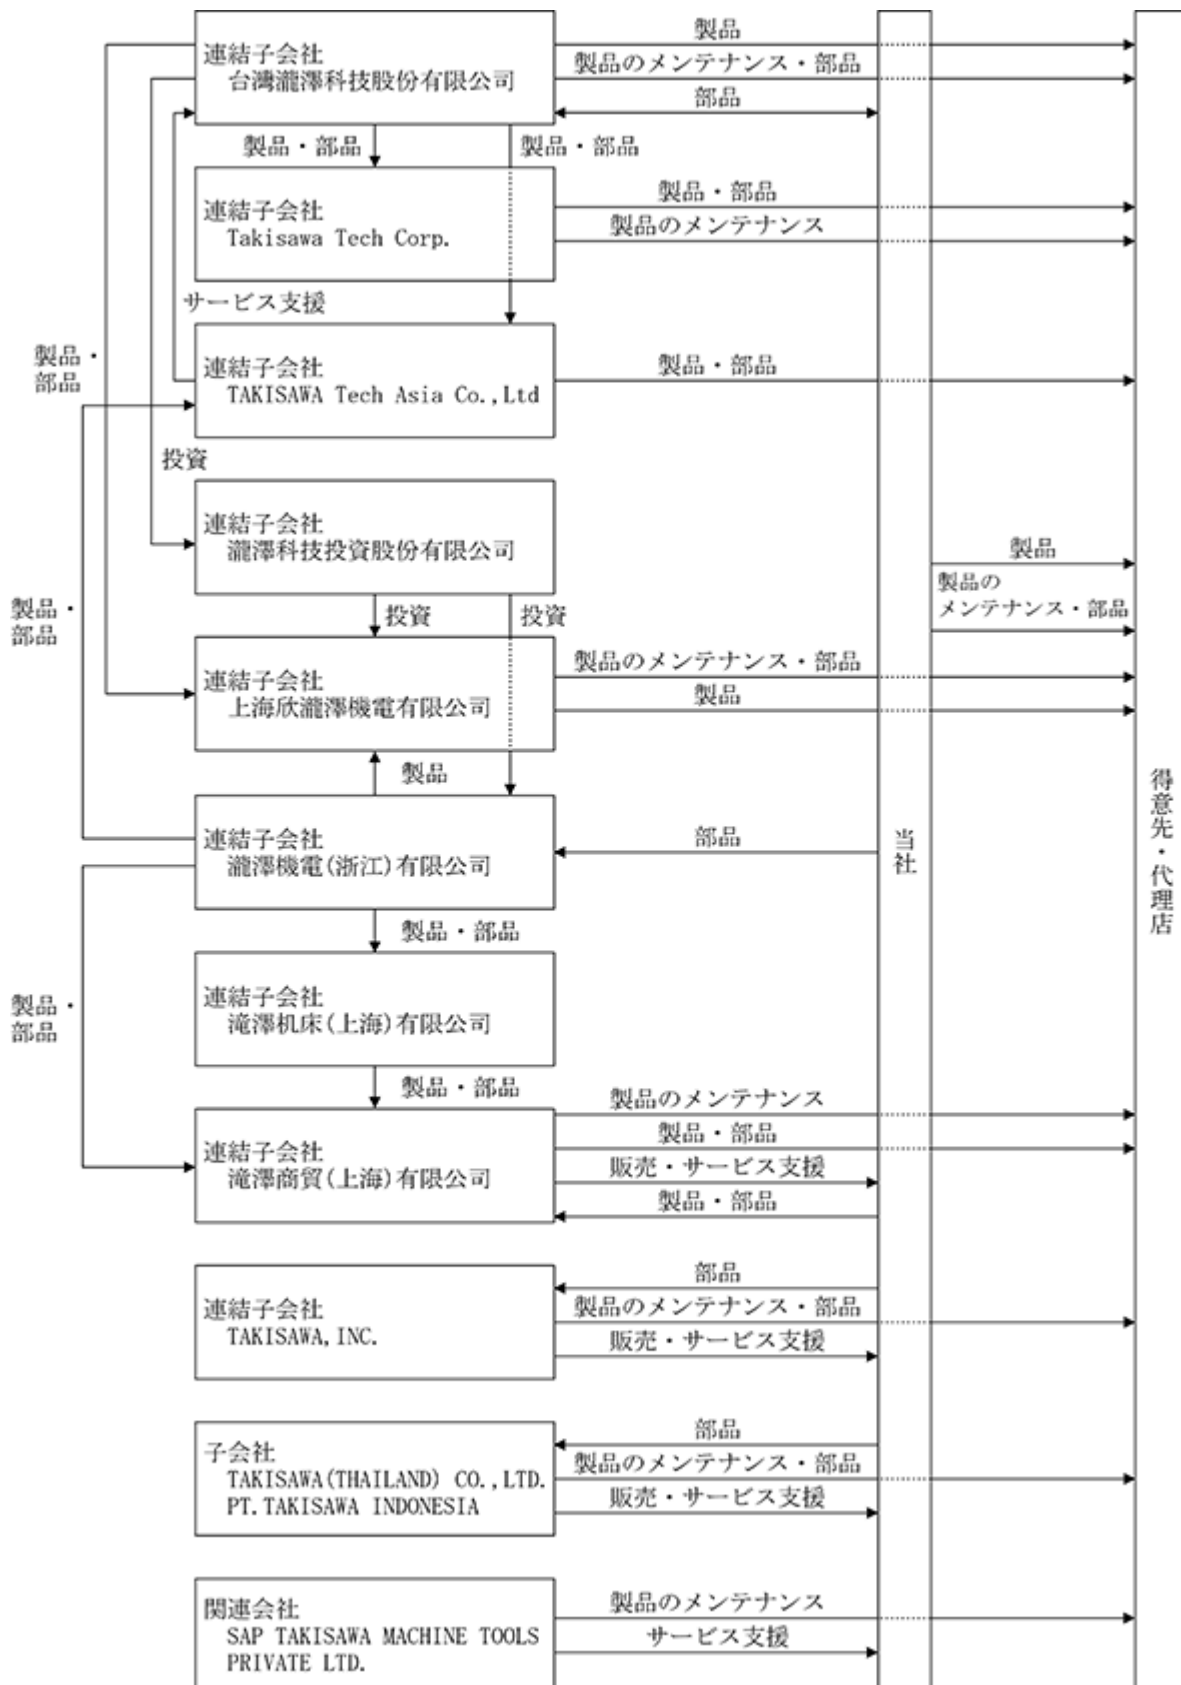 製品
連結子会社
台灣瀧澤科技股份有限公司
製品のメンテナンス・部品
部品
製品・部品
製品・部品
連結子会社
Takisawa Tech Corp.
製品・部品
製品のメンテナンス
サービス支援
製品・
部品
連結子会社
TAKISAWA Tech Asia Co.,Ltd
製品・部品
投資
連結子会社
瀧澤科技投資股份有限公司
製品
製品の
メンテナンス・部品
製品・
部品
投資
投資
連結子会社
上海欣瀧澤機電有限公司
製品のメンテナンス・部品
製品
製品
連結子会社
瀧澤機電(浙江)有限公司
部品
当社
得意先・代理店
製品・部品
連結子会社
滝澤机床(上海)有限公司
製品・
部品
製品・部品
連結子会社
滝澤商貿(上海)有限公司
製品のメンテナンス
製品・部品
販売・サービス支援
製品・部品
連結子会社
TAKISAWA,INC.
部品
製品のメンテナンス・部品
販売・サービス支援
子会社
TAKISAWA(THAILAND) CO.,LTD.
PT.TAKISAWA INDONESIA
部品
製品のメンテナンス・部品
販売・サービス支援
関連会社
SAP TAKISAWA MACHINE TOOLS
PRIVATE LTD.
製品のメンテナンス
サービス支援